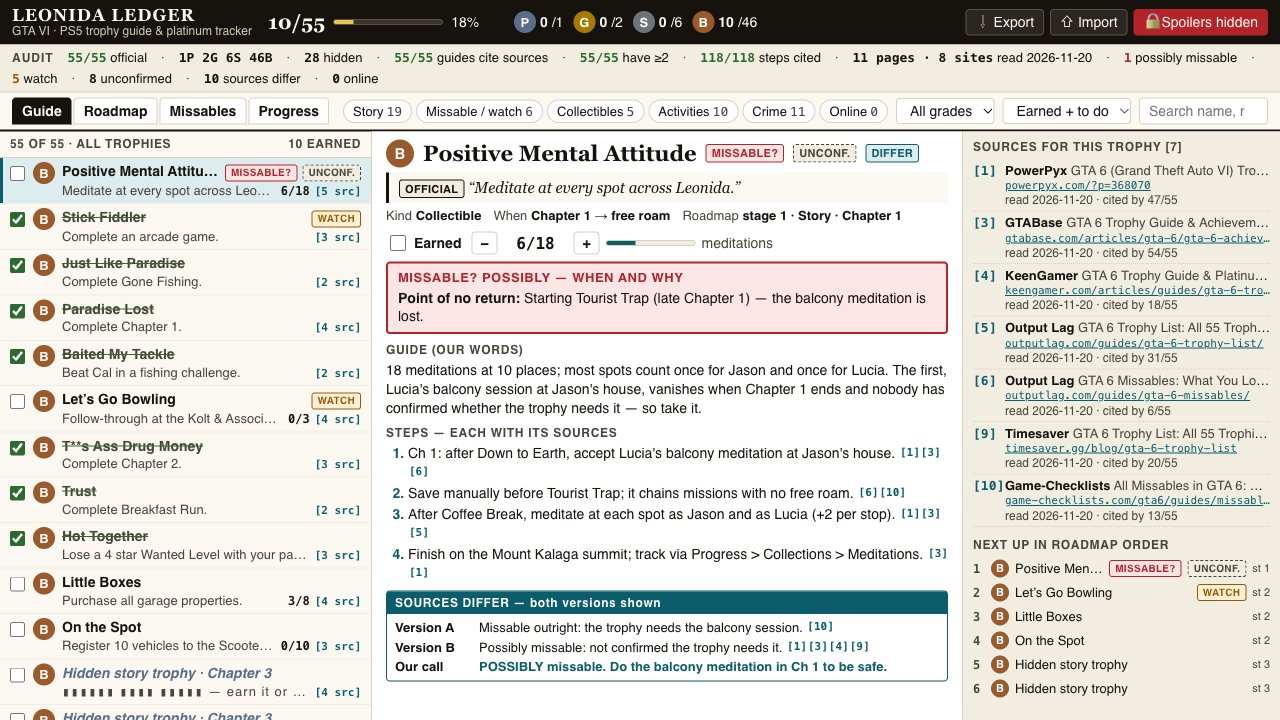 LEONIDA LEDGER
GTA VI · PS5 trophy guide & platinum tracker
10/55
18%
P 0 /1
G 0 /2
S 0 /6
B 10 /46
Export
Import
Spoilers hidden
AUDIT 55/55 official · 1P 2G 6S 46B · 28 hidden · 55/55 guides cite sources · 55/55 have ≥2 · 118/118 steps cited · 11 pages · 8 sites read 2026-11-20 · 1 possibly missable ·
5 watch · 8 unconfirmed · 10 sources differ · 0 online
Guide
Roadmap
Missables
Progress
Story 19
Missable / watch 6
Collectibles 5
Activities 10
Crime 11
Online 0
All grades
Earned + to do
Search name, r
55 OF 55 · ALL TROPHIES
10 EARNED
B Positive Mental Attitu… MISSABLE? UNCONF.
Meditate at every spot across Leo… 6/18 [5 src]
B Stick Fiddler WATCH
Complete an arcade game. [3 src]
B Just Like Paradise
Complete Gone Fishing. [2 src]
B Paradise Lost
Complete Chapter 1. [4 src]
B Baited My Tackle
Beat Cal in a fishing challenge. [2 src]
B Let’s Go Bowling WATCH
Follow-through at the Kolt & Associ… 0/3 [4 src]
B T**s Ass Drug Money
Complete Chapter 2. [3 src]
B Trust
Complete Breakfast Run. [2 src]
B Hot Together
Lose a 4 star Wanted Level with your pa… [3 src]
B Little Boxes
Purchase all garage properties. 3/8 [4 src]
B On the Spot
Register 10 vehicles to the Scoote… 0/10 [3 src]
B Hidden story trophy · Chapter 3
▮▮▮▮▮▮ ▮▮▮▮ ▮▮▮▮▮ — earn it or … [4 src]
Hidden story trophy · Chapter 3
B Positive Mental Attitude MISSABLE? UNCONF. DIFFER
OFFICIAL “Meditate at every spot across Leonida.”
Kind Collectible When Chapter 1 → free roam Roadmap stage 1 · Story · Chapter 1
Earned − 6/18 + meditations
MISSABLE? POSSIBLY — WHEN AND WHY
Point of no return: Starting Tourist Trap (late Chapter 1) — the balcony meditation is
lost.
GUIDE (OUR WORDS)
18 meditations at 10 places; most spots count once for Jason and once for Lucia. The first,
Lucia’s balcony session at Jason’s house, vanishes when Chapter 1 ends and nobody has
confirmed whether the trophy needs it — so take it.
STEPS — EACH WITH ITS SOURCES
1. Ch 1: after Down to Earth, accept Lucia’s balcony meditation at Jason’s house. [1][3]
[6]
2. Save manually before Tourist Trap; it chains missions with no free roam. [6][10]
3. After Coffee Break, meditate at each spot as Jason and as Lucia (+2 per stop). [1][3]
[5]
4. Finish on the Mount Kalaga summit; track via Progress > Collections > Meditations. [3]
[1]
SOURCES DIFFER — both versions shown
Version A Missable outright: the trophy needs the balcony session. [10]
Version B Possibly missable: not confirmed the trophy needs it. [1][3][4][9]
Our call POSSIBLY missable. Do the balcony meditation in Ch 1 to be safe.
SOURCES FOR THIS TROPHY [7]
[1] PowerPyx GTA 6 (Grand Theft Auto VI) Tro…
powerpyx.com/?p=368070
read 2026-11-20 · cited by 47/55
[3] GTABase GTA 6 Trophy Guide & Achievem…
gtabase.com/articles/gta-6/gta-6-achiev…
read 2026-11-20 · cited by 54/55
[4] KeenGamer GTA 6 Trophy Guide & Platinu…
keengamer.com/articles/guides/gta-6-tro…
read 2026-11-20 · cited by 18/55
[5] Output Lag GTA 6 Trophy List: All 55 Troph…
outputlag.com/guides/gta-6-trophy-list/
read 2026-11-20 · cited by 31/55
[6] Output Lag GTA 6 Missables: What You Lo…
outputlag.com/guides/gta-6-missables/
read 2026-11-20 · cited by 6/55
[9] Timesaver GTA 6 Trophy List: All 55 Trophi…
timesaver.gg/blog/gta-6-trophy-list
read 2026-11-20 · cited by 20/55
[10] Game-Checklists All Missables in GTA 6: …
game-checklists.com/gta6/guides/missabl…
read 2026-11-20 · cited by 13/55
NEXT UP IN ROADMAP ORDER
1 B Positive Men… MISSABLE? UNCONF. st 1
2 B Let’s Go Bowling WATCH st 2
3 B Little Boxes st 2
4 B On the Spot st 2
5 B Hidden story trophy st 3
6 B Hidden story trophy st 3